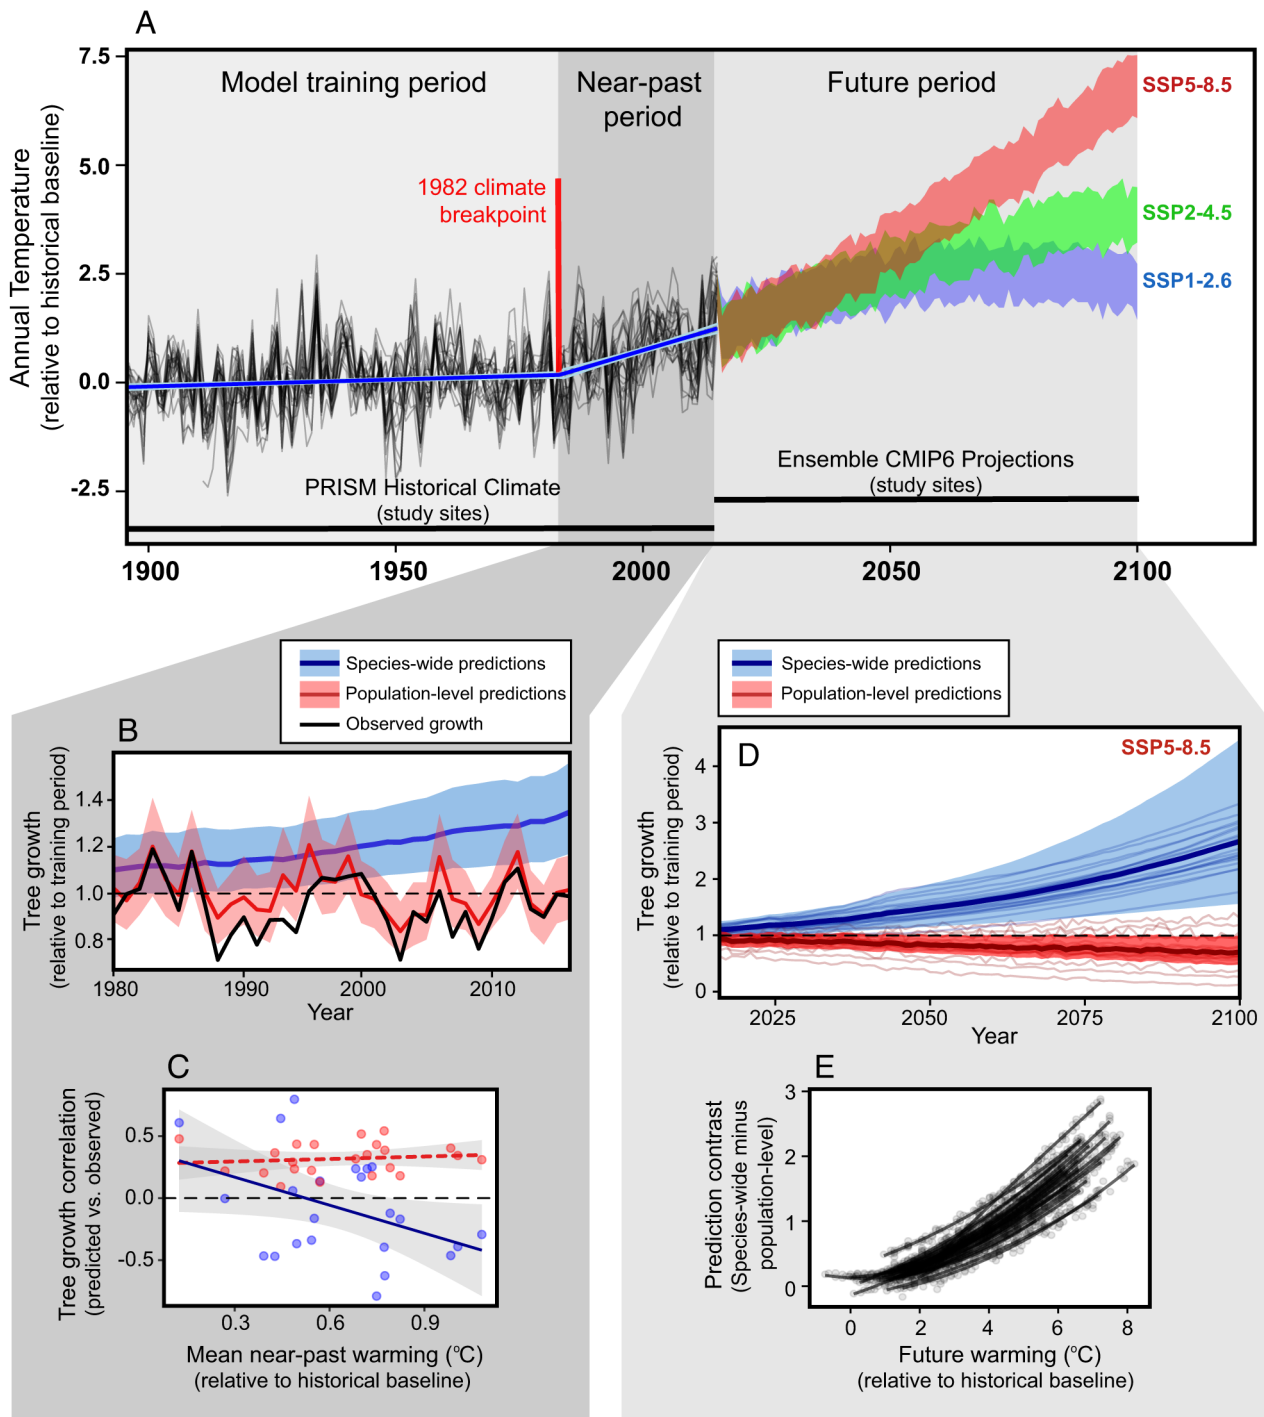 A
Model training period
Near-past
period
Future period
SSP5-8.5
SSP2-4.5
SSP1-2.6
1982 climate
breakpoint
Annual Temperature
(relative to historical baseline)
7.5
5.0
2.5
0.0
-2.5
PRISM Historical Climate
(study sites)
Ensemble CMIP6 Projections
(study sites)
1900
1950
2000
2050
2100
Species-wide predictions
Population-level predictions
Observed growth
B
Tree growth
(relative to training period)
1.4
1.2
1.0
0.8
1980
1990
2000
2010
Year
C
Tree growth correlation
(predicted vs. observed)
0.5
0.0
-0.5
0.3
0.6
0.9
Mean near-past warming (°C)
(relative to historical baseline)
Species-wide predictions
Population-level predictions
D
SSP5-8.5
Tree growth
(relative to training period)
4
3
2
1
0
2025
2050
2075
2100
Year
E
Prediction contrast
(Species-wide minus
population-level)
3
2
1
0
0
2
4
6
8
Future warming (°C)
(relative to historical baseline)